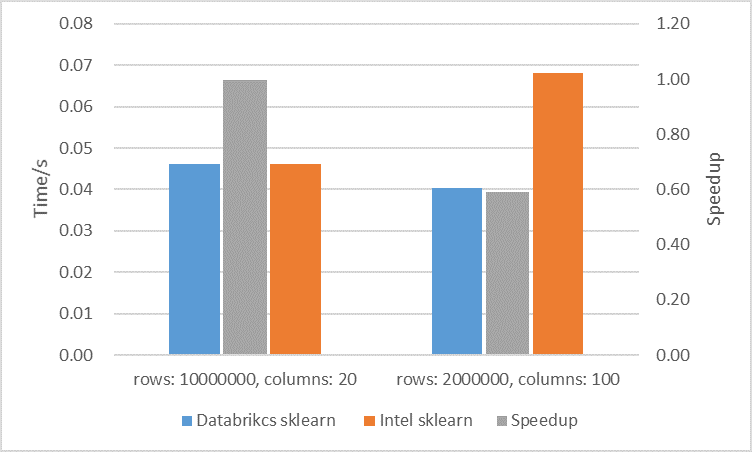 0.08
0.07
0.06
0.05
0.04
0.03
0.02
0.01
0.00
Time/s
1.20
1.00
0.80
0.60
0.40
0.20
0.00
Speedup
rows: 10000000, columns: 20
rows: 2000000, columns: 100
Databrikcs sklearn
Intel sklearn
Speedup